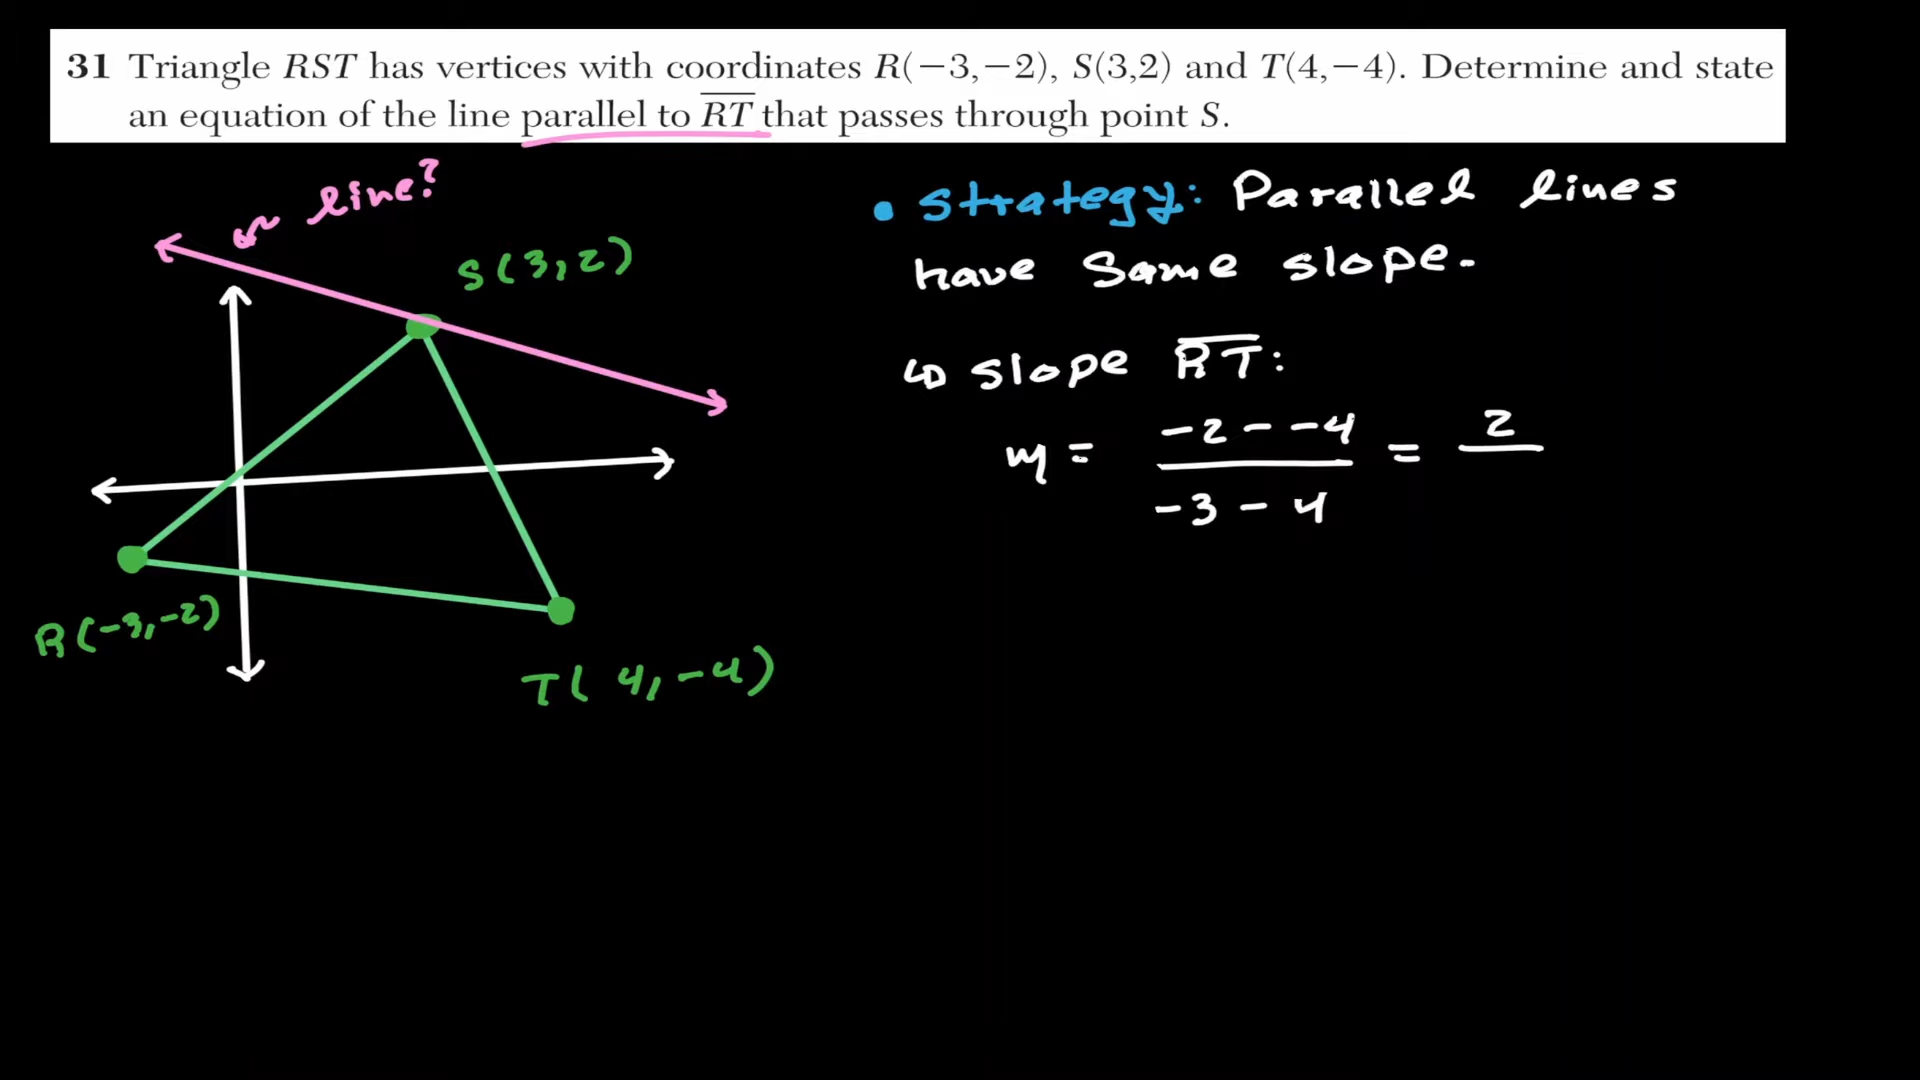 31 Triangle RST has vertices with coordinates R(−3,−2), S(3,2) and T(4,−4). Determine and state
an equation of the line parallel to RT that passes through point S.
line?
S(3,2)
R(-3,-2)
T(4,-4)
• Strategy: Parallel lines
have same slope.
↳ slope RT:
m = -2 - -4 / -3 - 4 = 2 /